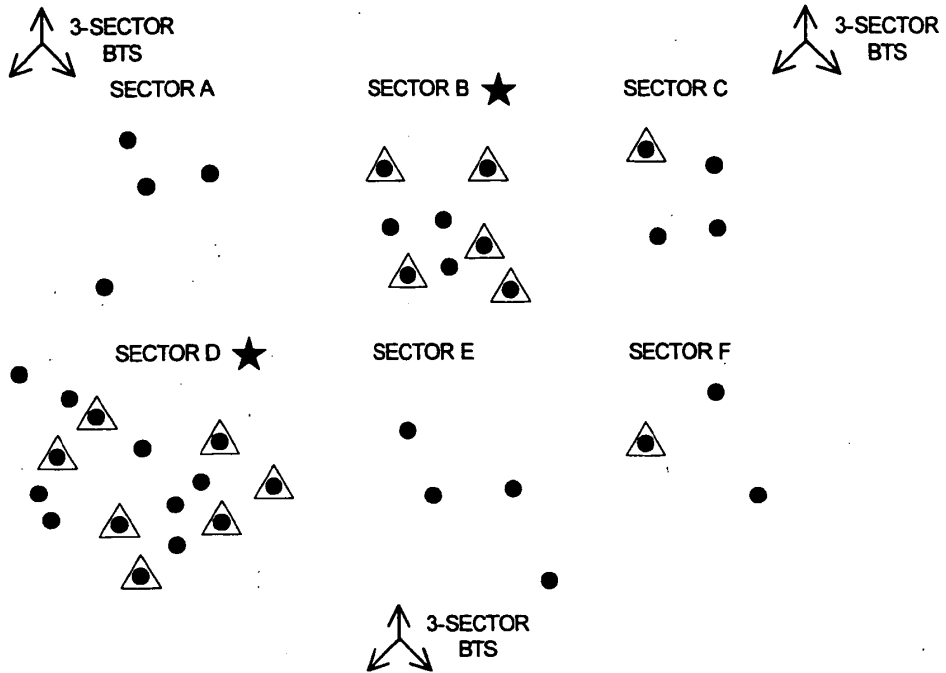 3-SECTOR
BTS
3-SECTOR
BTS
SECTOR A
SECTOR B
SECTOR C
SECTOR D
SECTOR E
SECTOR F
3-SECTOR
BTS